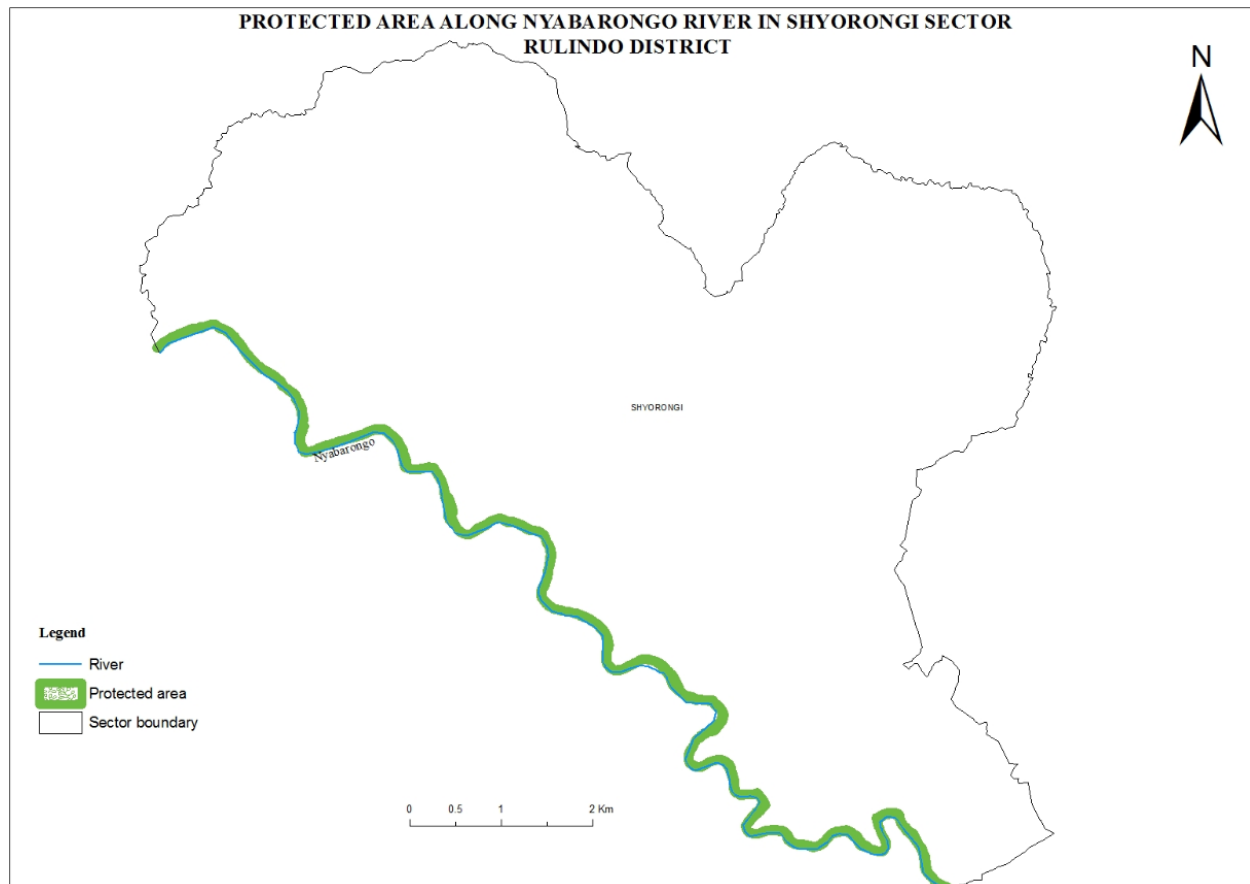 PROTECTED AREA ALONG NYABARONGO RIVER IN SHYORONGI SECTOR
RULINDO DISTRICT
N
SHYORONGI
Nyabarongo
Legend
River
Protected area
Sector boundary
0 0.5 1 2 Km